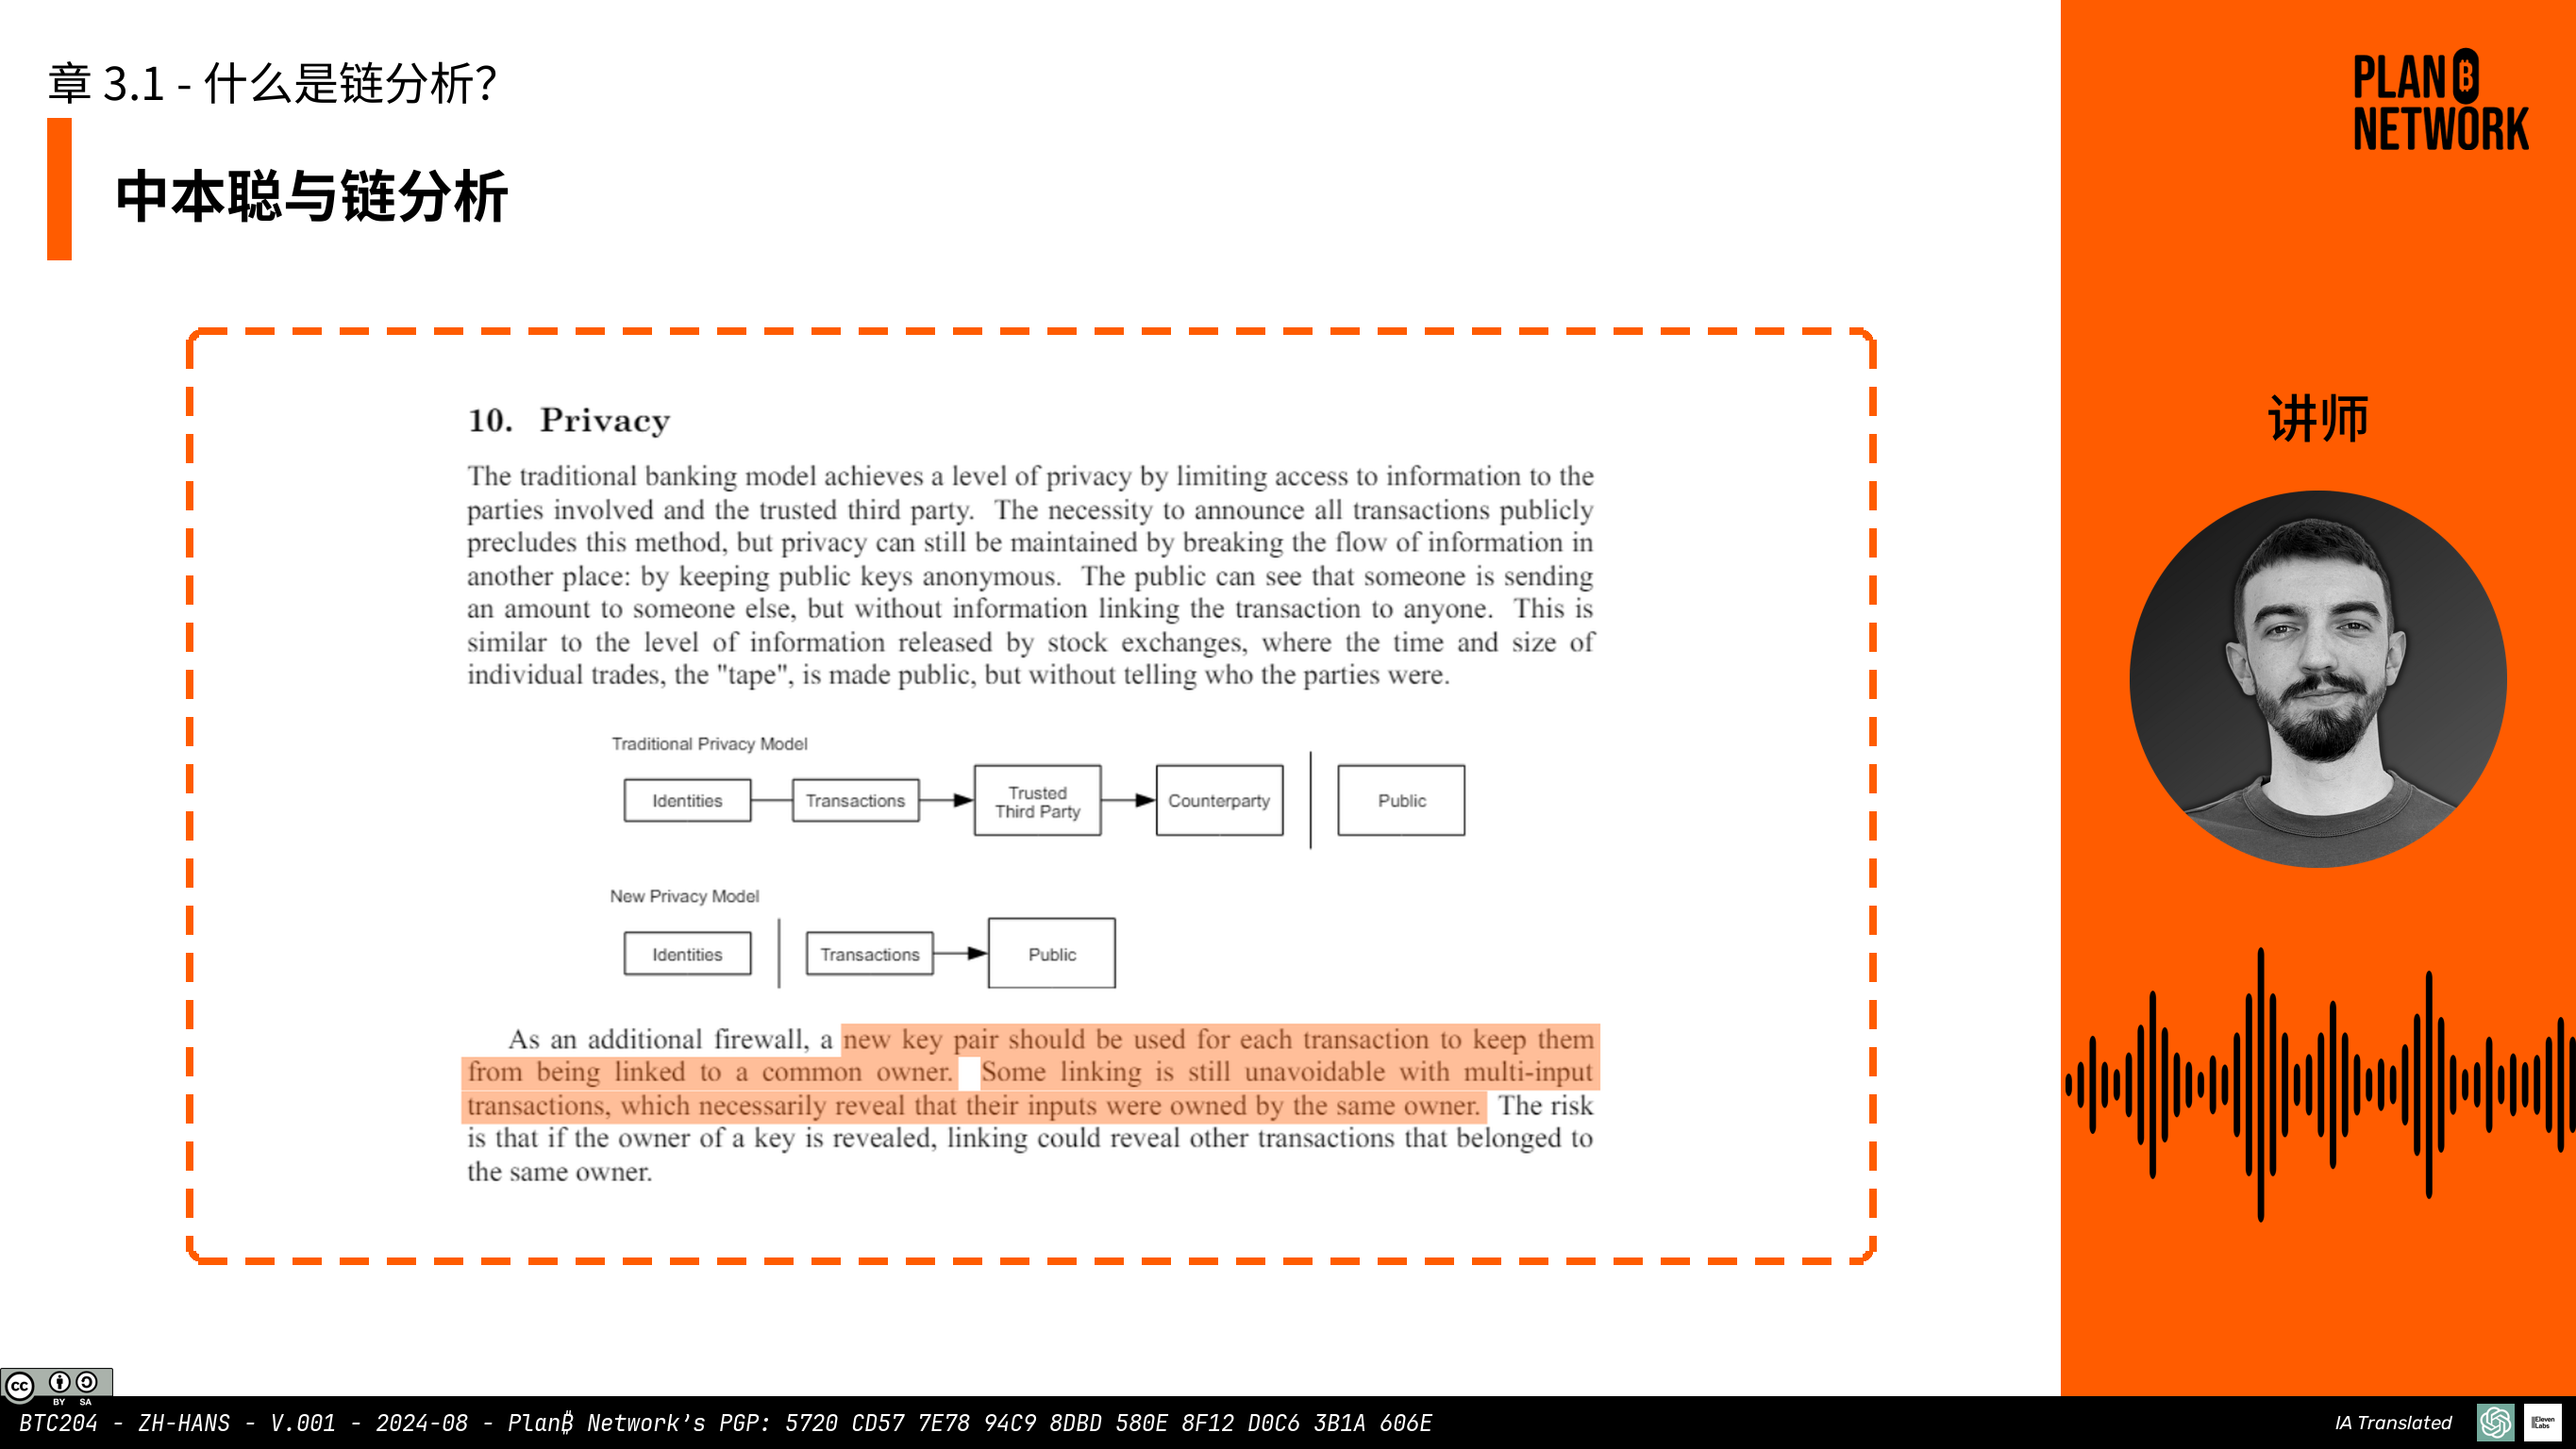 章 3.1 - 什么是链分析？
中本聪与链分析
PLAN ₿
NETWORK
讲师
10. Privacy
The traditional banking model achieves a level of privacy by limiting access to information to the
parties involved and the trusted third party. The necessity to announce all transactions publicly
precludes this method, but privacy can still be maintained by breaking the flow of information in
another place: by keeping public keys anonymous. The public can see that someone is sending
an amount to someone else, but without information linking the transaction to anyone. This is
similar to the level of information released by stock exchanges, where the time and size of
individual trades, the "tape", is made public, but without telling who the parties were.
Traditional Privacy Model
Identities
Transactions
Trusted
Third Party
Counterparty
Public
New Privacy Model
Identities
Transactions
Public
As an additional firewall, a new key pair should be used for each transaction to keep them
from being linked to a common owner. Some linking is still unavoidable with multi-input
transactions, which necessarily reveal that their inputs were owned by the same owner. The risk
is that if the owner of a key is revealed, linking could reveal other transactions that belonged to
the same owner.
cc
BY SA
BTC204 - ZH-HANS - V.001 - 2024-08 - Plan₿ Network's PGP: 5720 CD57 7E78 94C9 8DBD 580E 8F12 D0C6 3B1A 606E
IA Translated
IIEleven
Labs